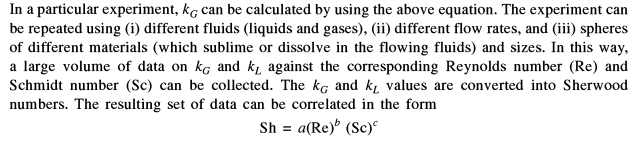 In a particular experiment, k_G can be calculated by using the above equation. The experiment can
be repeated using (i) different fluids (liquids and gases), (ii) different flow rates, and (iii) spheres
of different materials (which sublime or dissolve in the flowing fluids) and sizes. In this way,
a large volume of data on k_G and k_L against the corresponding Reynolds number (Re) and
Schmidt number (Sc) can be collected. The k_G and k_L values are converted into Sherwood
numbers. The resulting set of data can be correlated in the form
Sh = a(Re)^b (Sc)^c